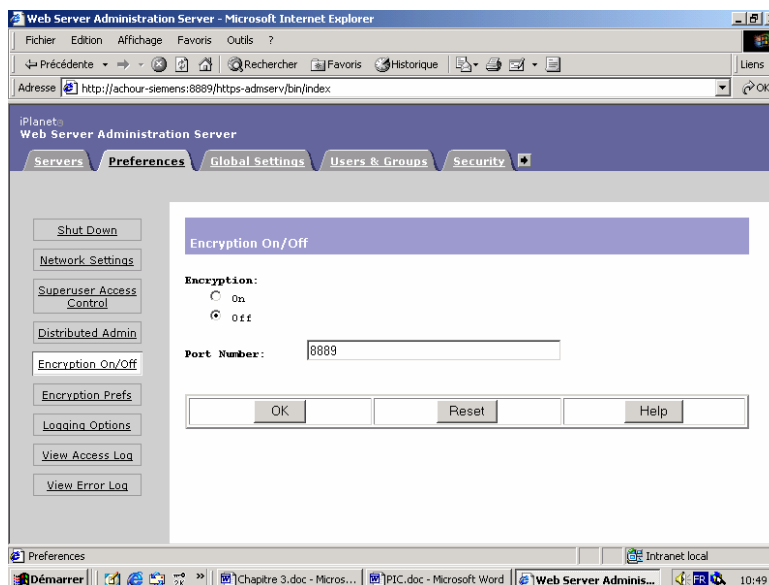 Web Server Administration Server - Microsoft Internet Explorer
Fichier Edition Affichage Favoris Outils ?
Précédente Rechercher Favoris Historique Liens
Adresse http://achour-siemens:8889/https-admserv/bin/index OK
iPlanet
Web Server Administration Server
Servers Preferences Global Settings Users & Groups Security
Shut Down
Network Settings
Superuser Access
Control
Distributed Admin
Encryption On/Off
Encryption Prefs
Logging Options
View Access Log
View Error Log
Encryption On/Off
Encryption:
On
Off
Port Number: 8889
OK Reset Help
Preferences Intranet local
Démarrer » Chapitre 3.doc - Micros... PIC.doc - Microsoft Word Web Server Adminis... FR 10:49